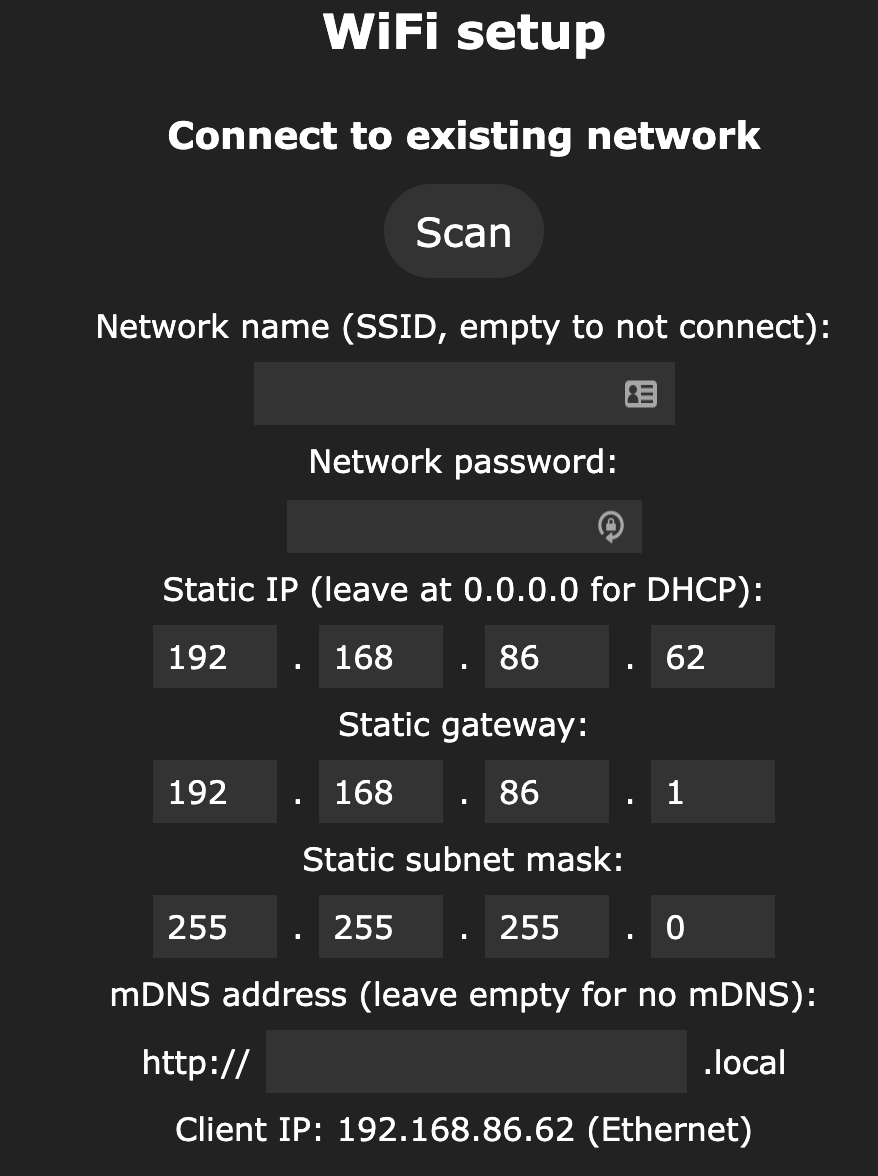 WiFi setup
Connect to existing network
Scan
Network name (SSID, empty to not connect):
Network password:
Static IP (leave at 0.0.0.0 for DHCP):
192 . 168 . 86 . 62
Static gateway:
192 . 168 . 86 . 1
Static subnet mask:
255 . 255 . 255 . 0
mDNS address (leave empty for no mDNS):
http:// .local
Client IP: 192.168.86.62 (Ethernet)